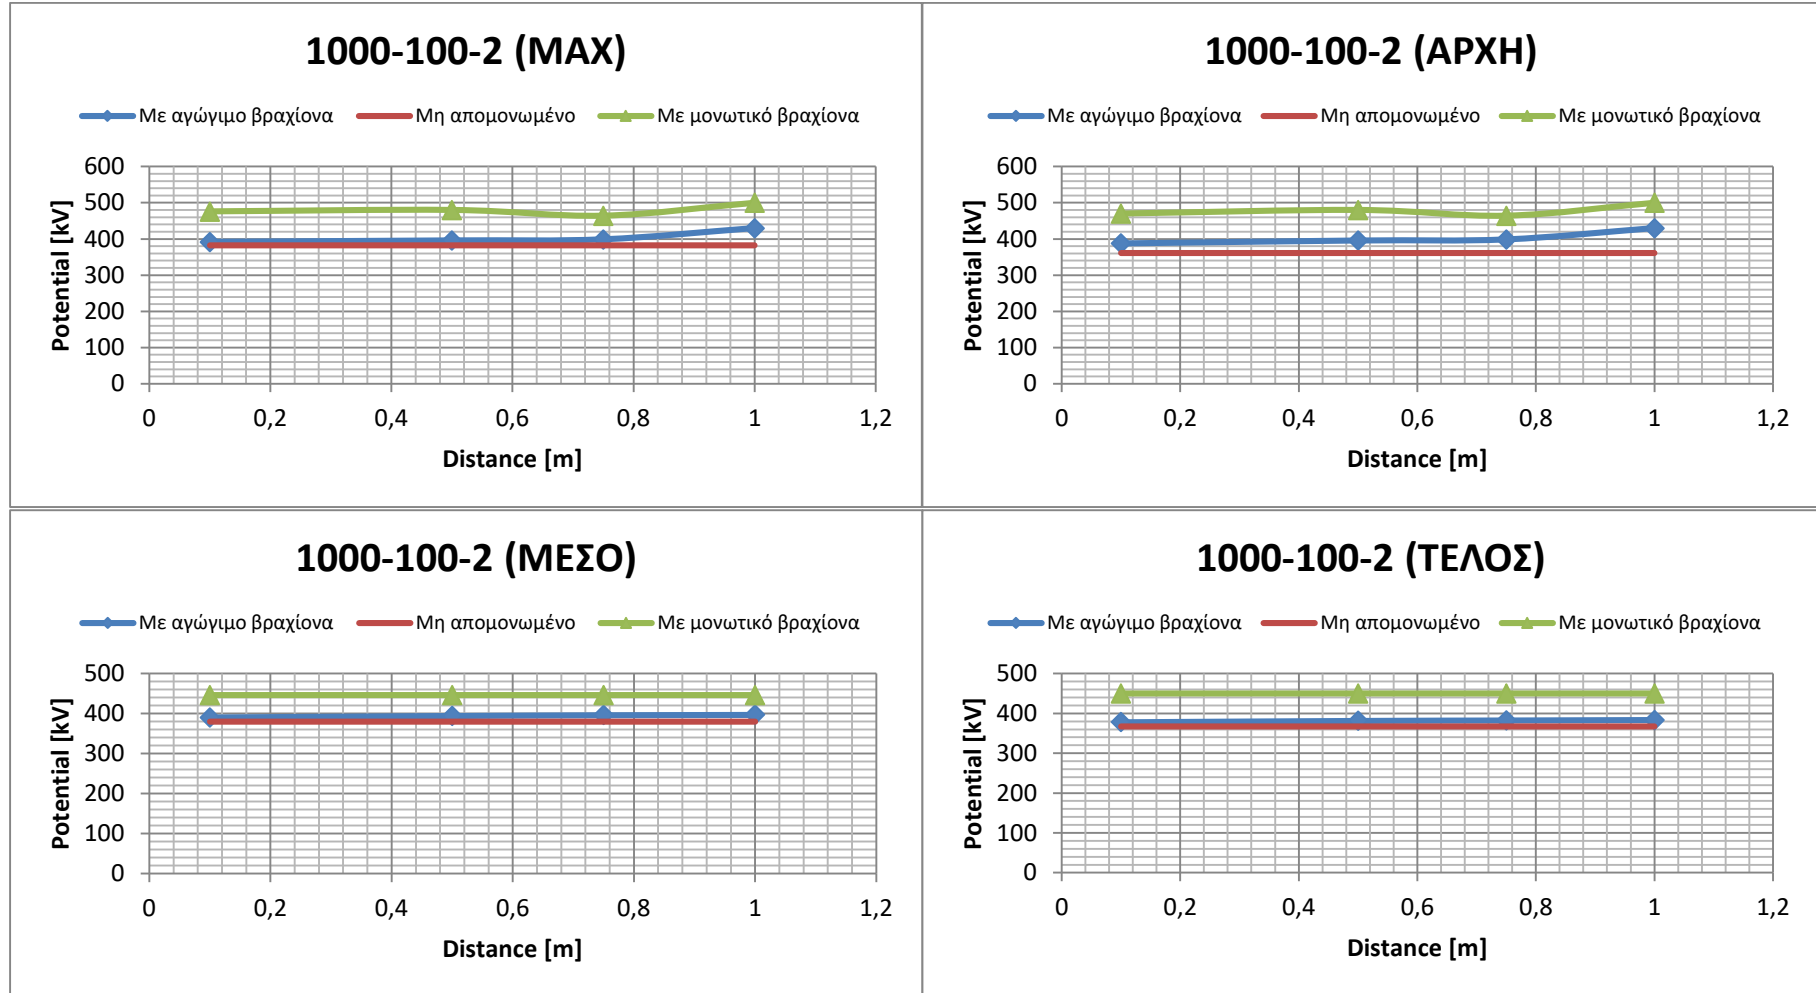 1000-100-2 (ΜΑΧ)
Με αγώγιμο βραχίονα Μη απομονωμένο Με μονωτικό βραχίονα
600
500
400
300
200
100
0
Potential [kV]
0 0,2 0,4 0,6 0,8 1 1,2
Distance [m]
1000-100-2 (ΑΡΧΗ)
Με αγώγιμο βραχίονα Μη απομονωμένο Με μονωτικό βραχίονα
600
500
400
300
200
100
0
Potential [kV]
0 0,2 0,4 0,6 0,8 1 1,2
Distance [m]
1000-100-2 (ΜΕΣΟ)
Με αγώγιμο βραχίονα Μη απομονωμένο Με μονωτικό βραχίονα
500
400
300
200
100
0
Potential [kV]
0 0,2 0,4 0,6 0,8 1 1,2
Distance [m]
1000-100-2 (ΤΕΛΟΣ)
Με αγώγιμο βραχίονα Μη απομονωμένο Με μονωτικό βραχίονα
500
400
300
200
100
0
Potential [kV]
0 0,2 0,4 0,6 0,8 1 1,2
Distance [m]